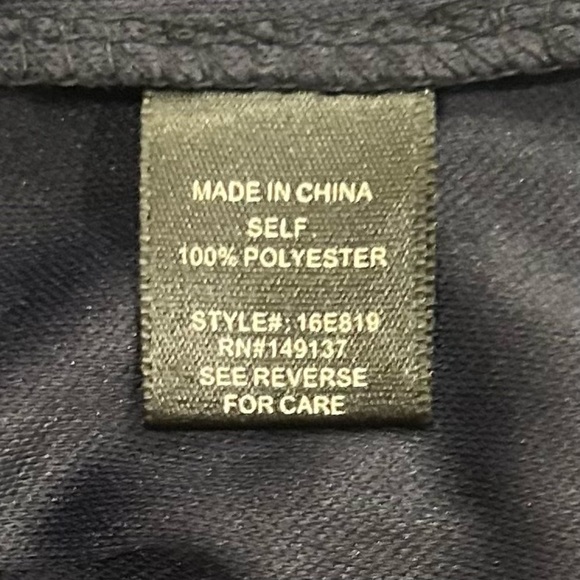 MADE IN CHINA
SELF.
100% POLYESTER
STYLE#: 16E819
RN#149137
SEE REVERSE
FOR CARE